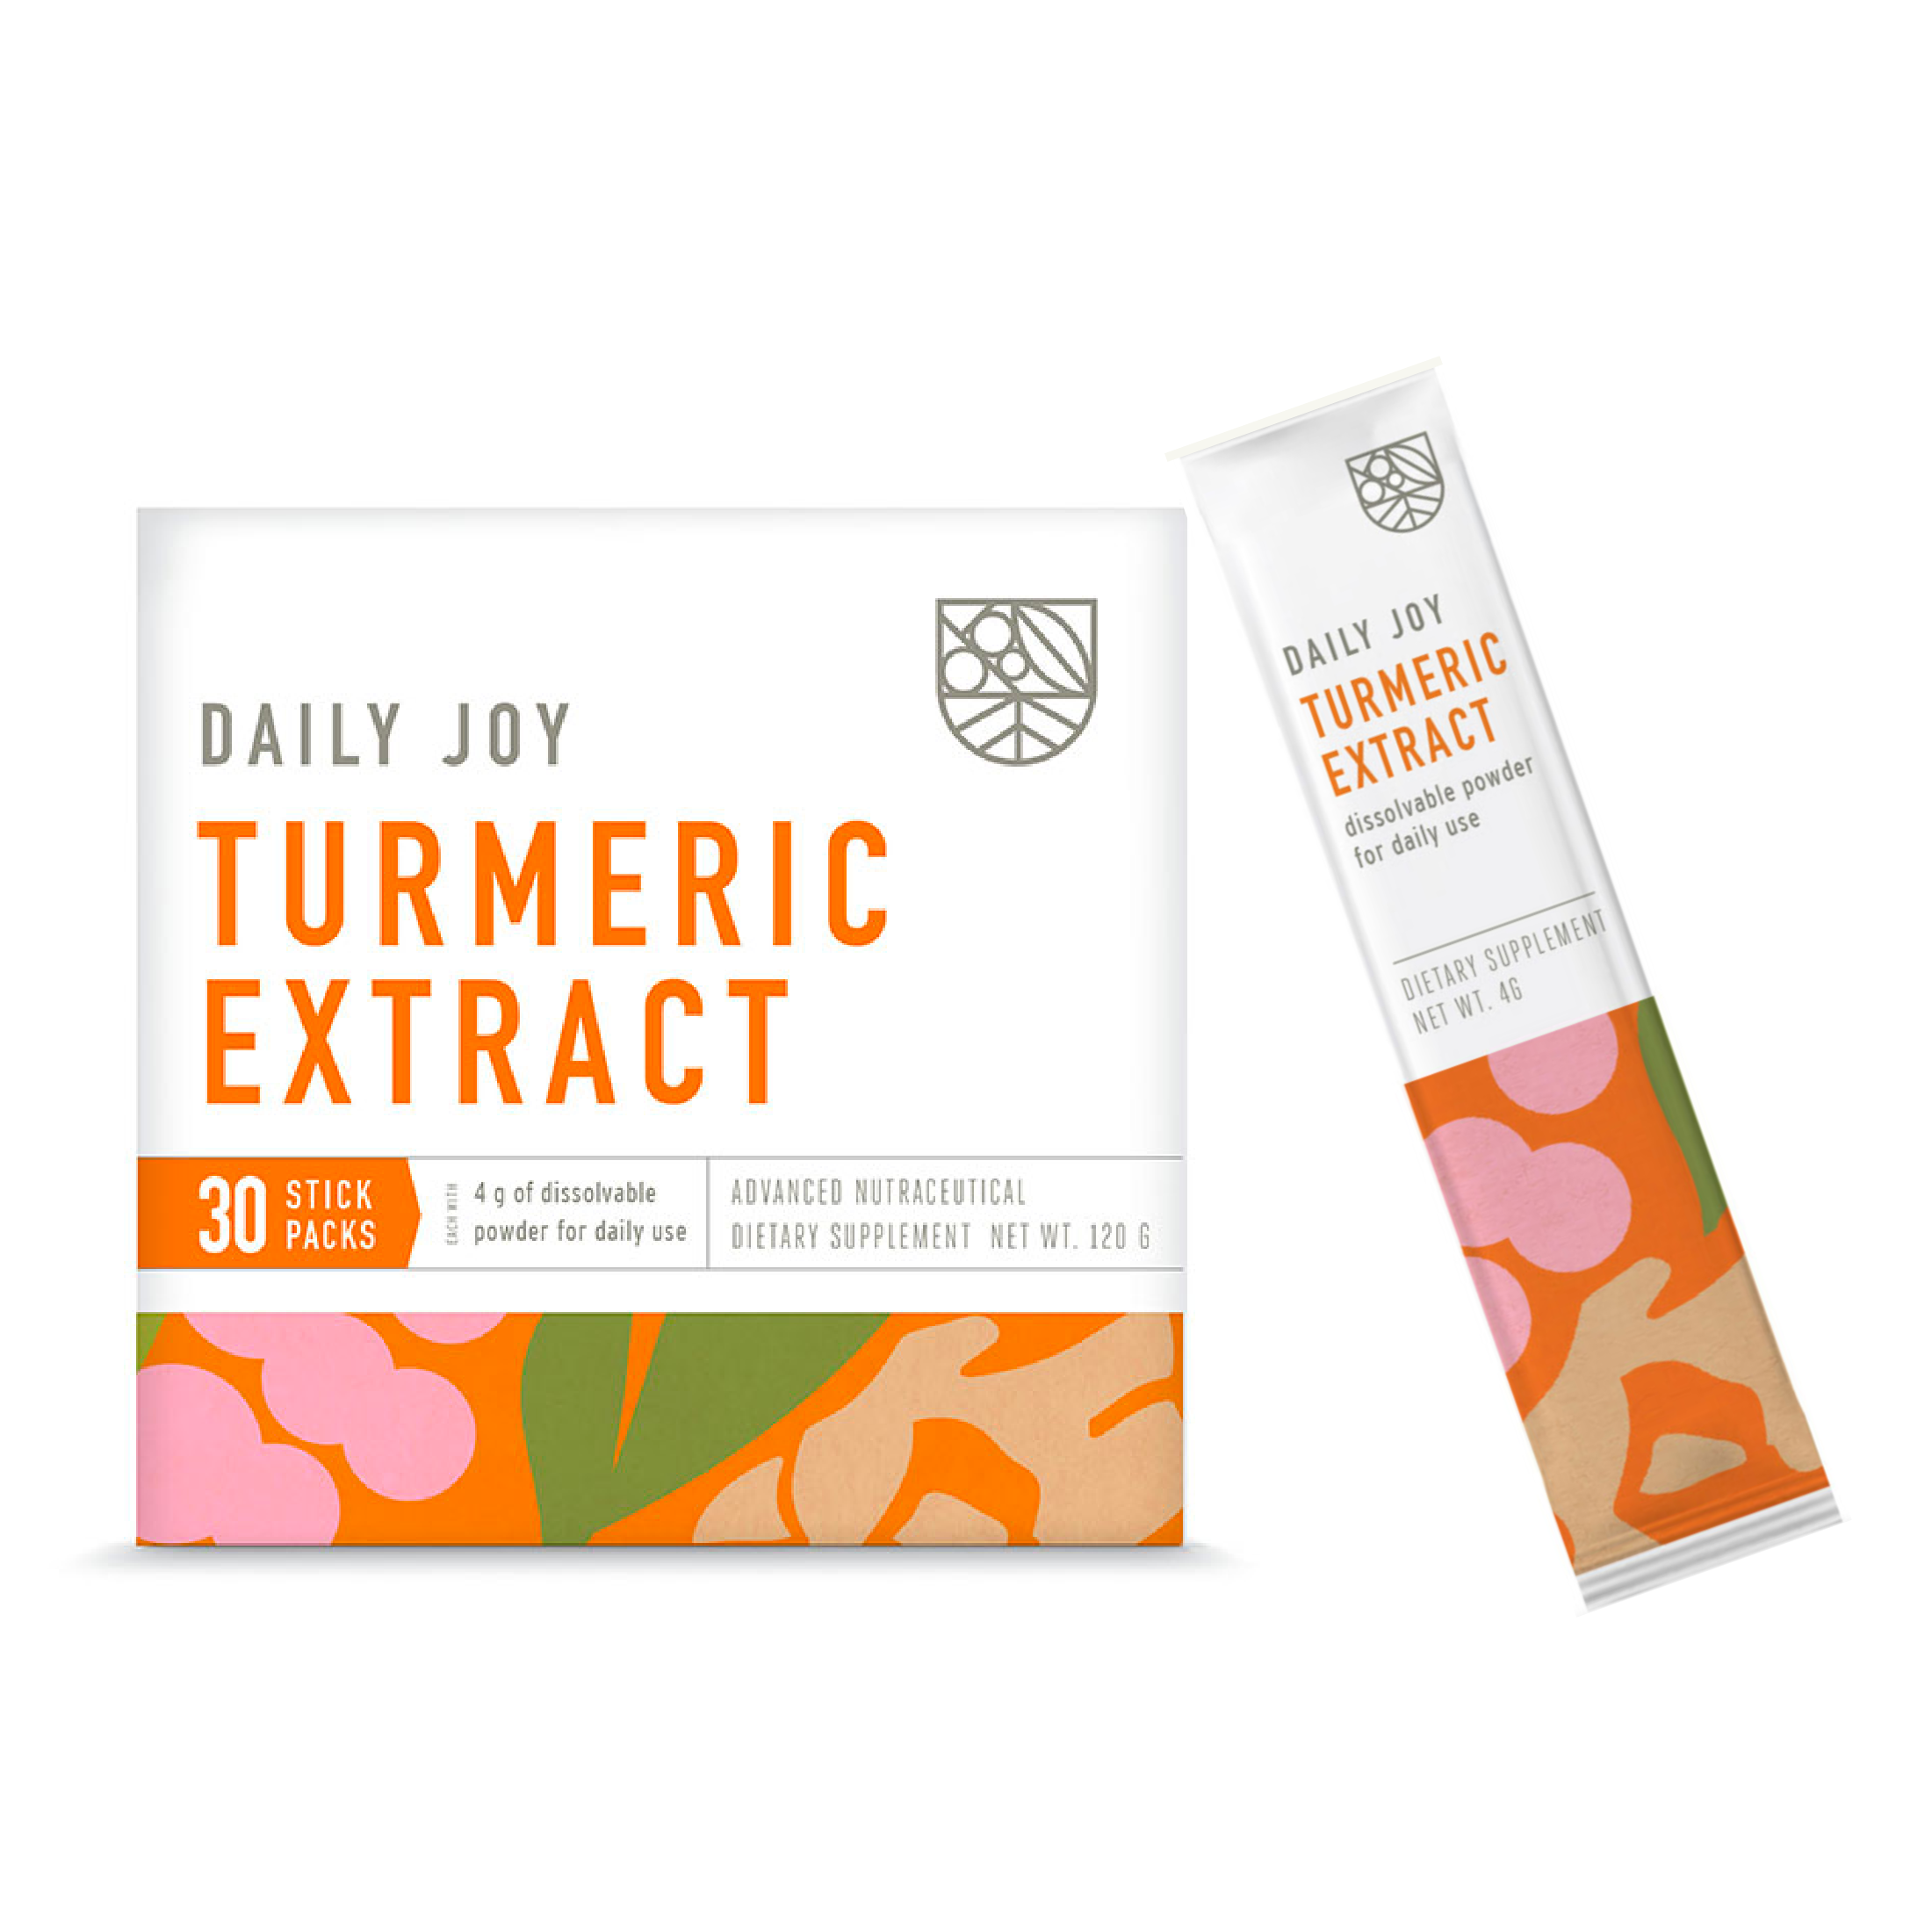 DAILY JOY
TURMERIC
EXTRACT
30 STICK
PACKS
EACH WITH
4 g of dissolvable
powder for daily use
ADVANCED NUTRACEUTICAL
DIETARY SUPPLEMENT NET WT. 120 G
DAILY JOY
TURMERIC
EXTRACT
dissolvable powder
for daily use
DIETARY SUPPLEMENT
NET WT. 4G